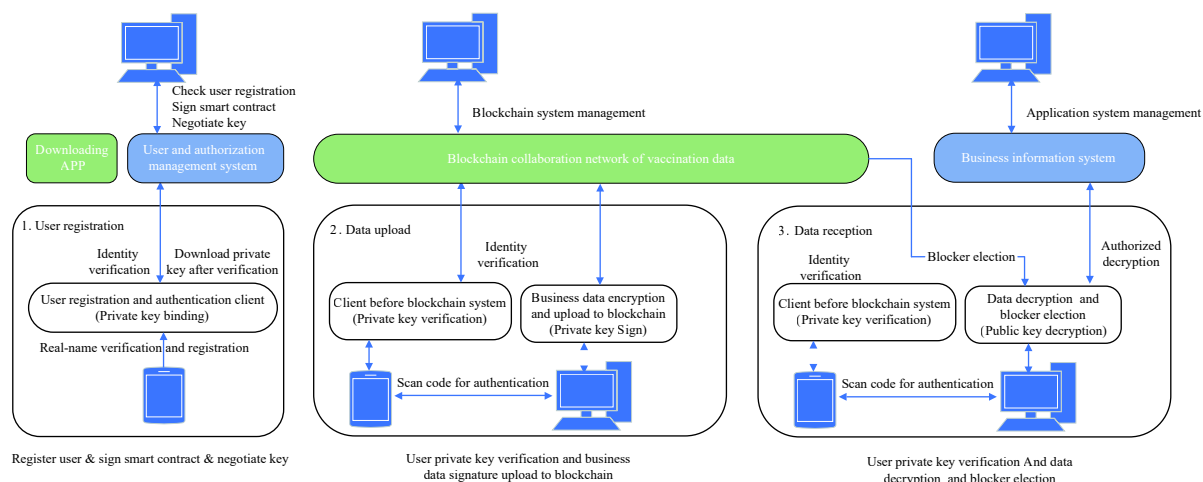 Check user registration
Sign smart contract
Negotiate key
Downloading
APP
User and authorization
management system
1. User registration
Identity
verification
Download private
key after verification
User registration and authentication client
(Private key binding)
Real-name verification and registration
Register user & sign smart contract & negotiate key
Blockchain system management
Blockchain collaboration network of vaccination data
2. Data upload
Identity
verification
Client before blockchain system
(Private key verification)
Business data encryption
and upload to blockchain
(Private key Sign)
Scan code for authentication
User private key verification and business
data signature upload to blockchain
Application system management
Business information system
3. Data reception
Blocker election
Authorized
decryption
Identity
verification
Client before blockchain system
(Private key verification)
Data decryption and
blocker election
(Public key decryption)
Scan code for authentication
User private key verification And data
decryption and blocker election